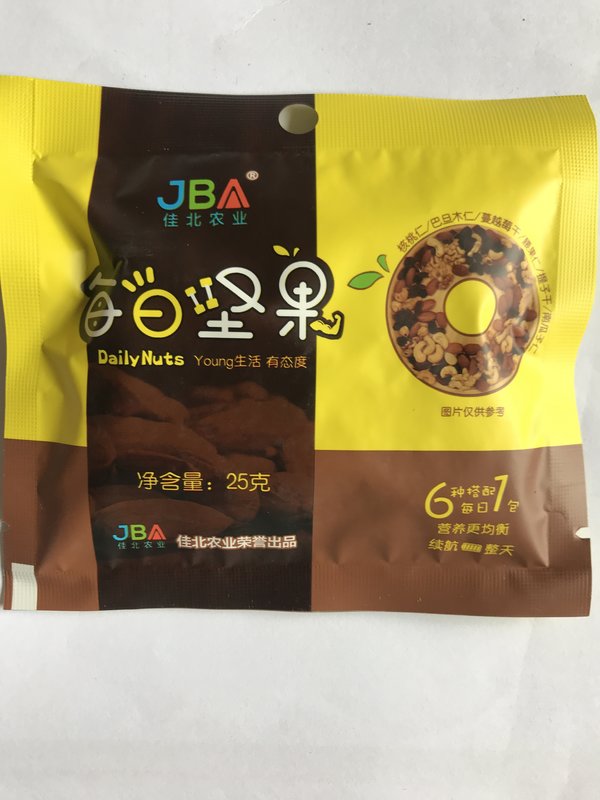 JBA®
佳北农业
核桃仁/巴旦木仁/蔓越莓干/腰果仁/提子干/南瓜子仁
每日坚果
Daily Nuts Young生活 有态度
图片仅供参考
净含量：25克
6种搭配
每日1包
营养更均衡
续航 整天
JBA
佳北农业 佳北农业荣誉出品